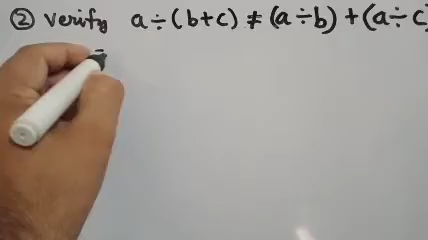 ② verify a ÷ (b+c) ≠ (a÷b) + (a÷c)